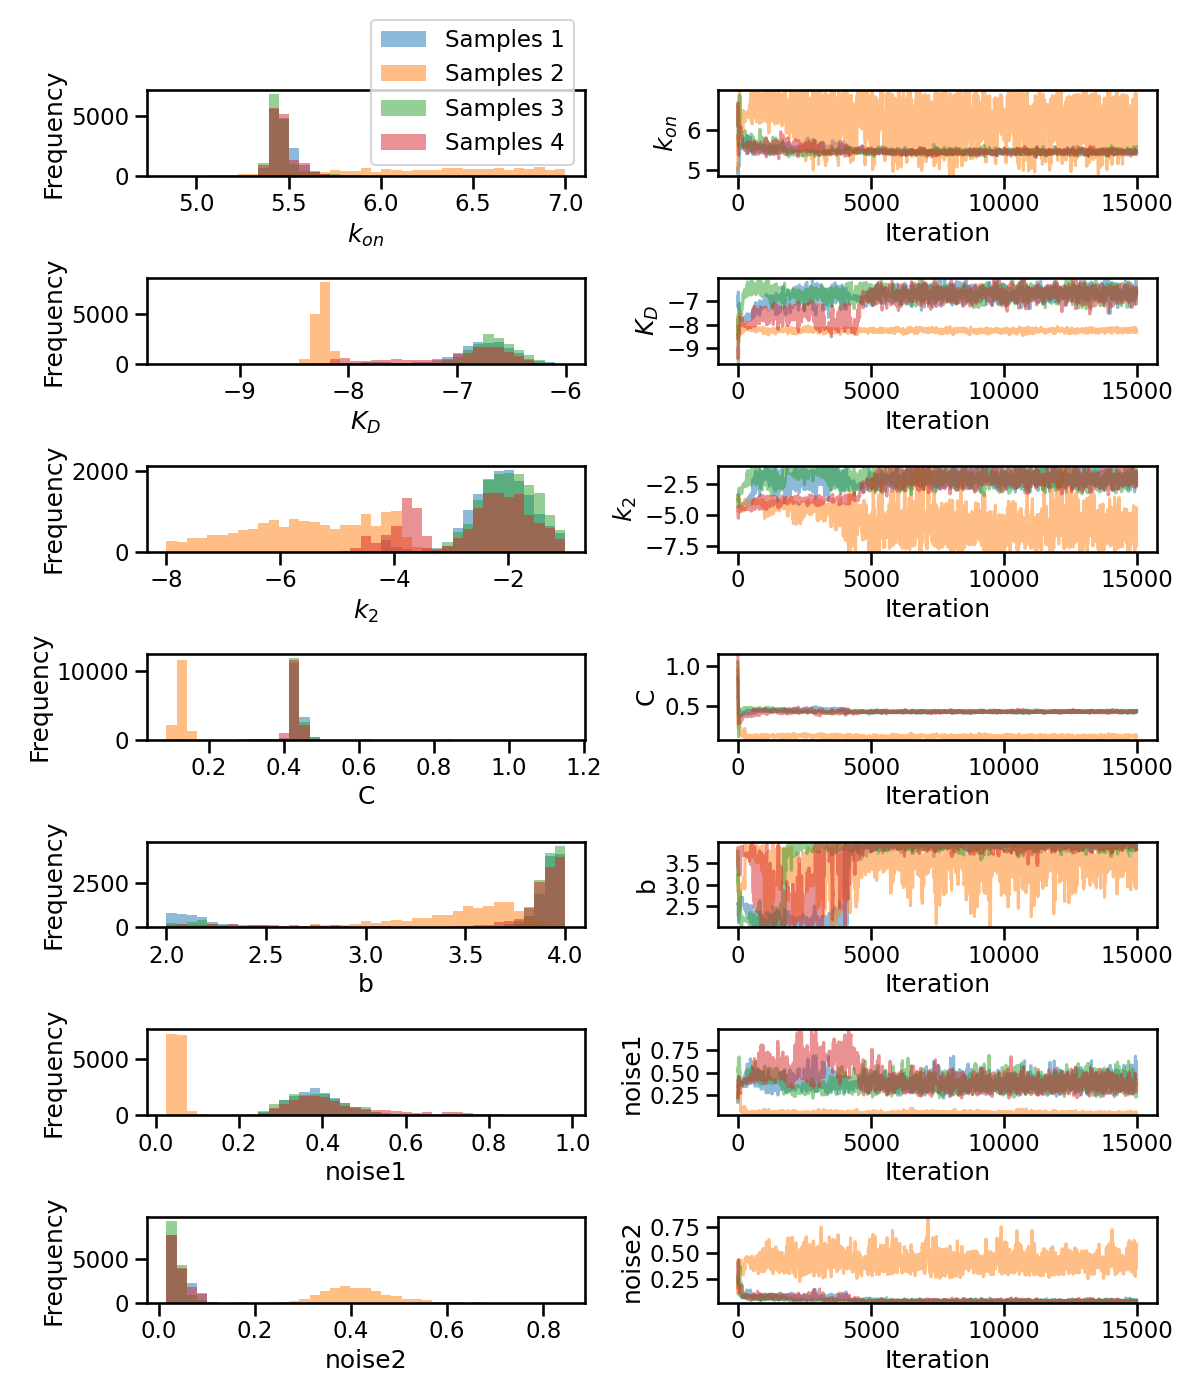 Samples 1
Samples 2
Samples 3
Samples 4
Frequency
5000
0
5.0 5.5 6.0 6.5 7.0
k_on
k_on
6
5
0 5000 10000 15000
Iteration
Frequency
5000
0
−9 −8 −7 −6
K_D
K_D
−7
−8
−9
0 5000 10000 15000
Iteration
Frequency
2000
0
−8 −6 −4 −2
k_2
k_2
−2.5
−5.0
−7.5
0 5000 10000 15000
Iteration
Frequency
10000
0
0.2 0.4 0.6 0.8 1.0 1.2
C
C
1.0
0.5
0 5000 10000 15000
Iteration
Frequency
2500
0
2.0 2.5 3.0 3.5 4.0
b
b
3.5
3.0
2.5
0 5000 10000 15000
Iteration
Frequency
5000
0
0.0 0.2 0.4 0.6 0.8 1.0
noise1
noise1
0.75
0.50
0.25
0 5000 10000 15000
Iteration
Frequency
5000
0
0.0 0.2 0.4 0.6 0.8
noise2
noise2
0.75
0.50
0.25
0 5000 10000 15000
Iteration